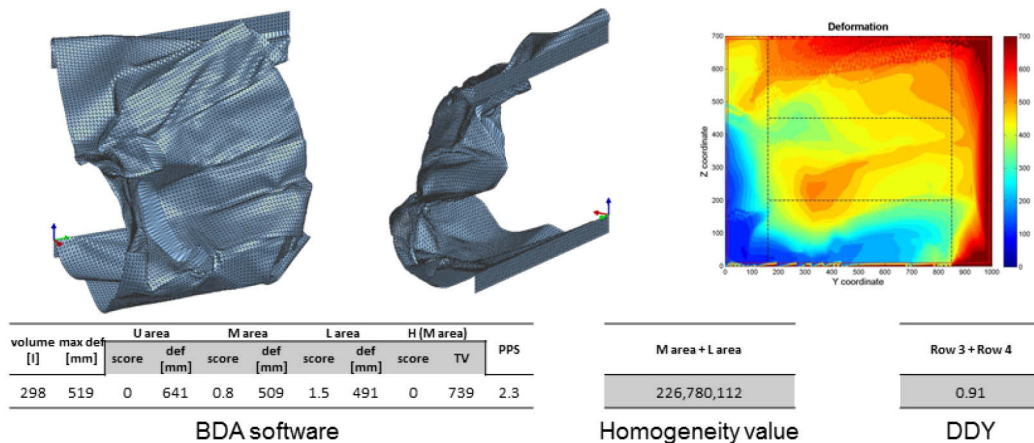 Deformation
Z coordinate
700
600
500
400
300
200
100
0
0 100 200 300 400 500 600 700 800 900 1000
Y coordinate
700
600
500
400
300
200
100
0
volume [l] max def [mm] U area M area L area H (M area) PPS
score def [mm] score def [mm] score def [mm] score TV
298 519 0 641 0.8 509 1.5 491 0 739 2.3
BDA software
M area + L area
226,780,112
Homogeneity value
Row 3 + Row 4
0.91
DDY